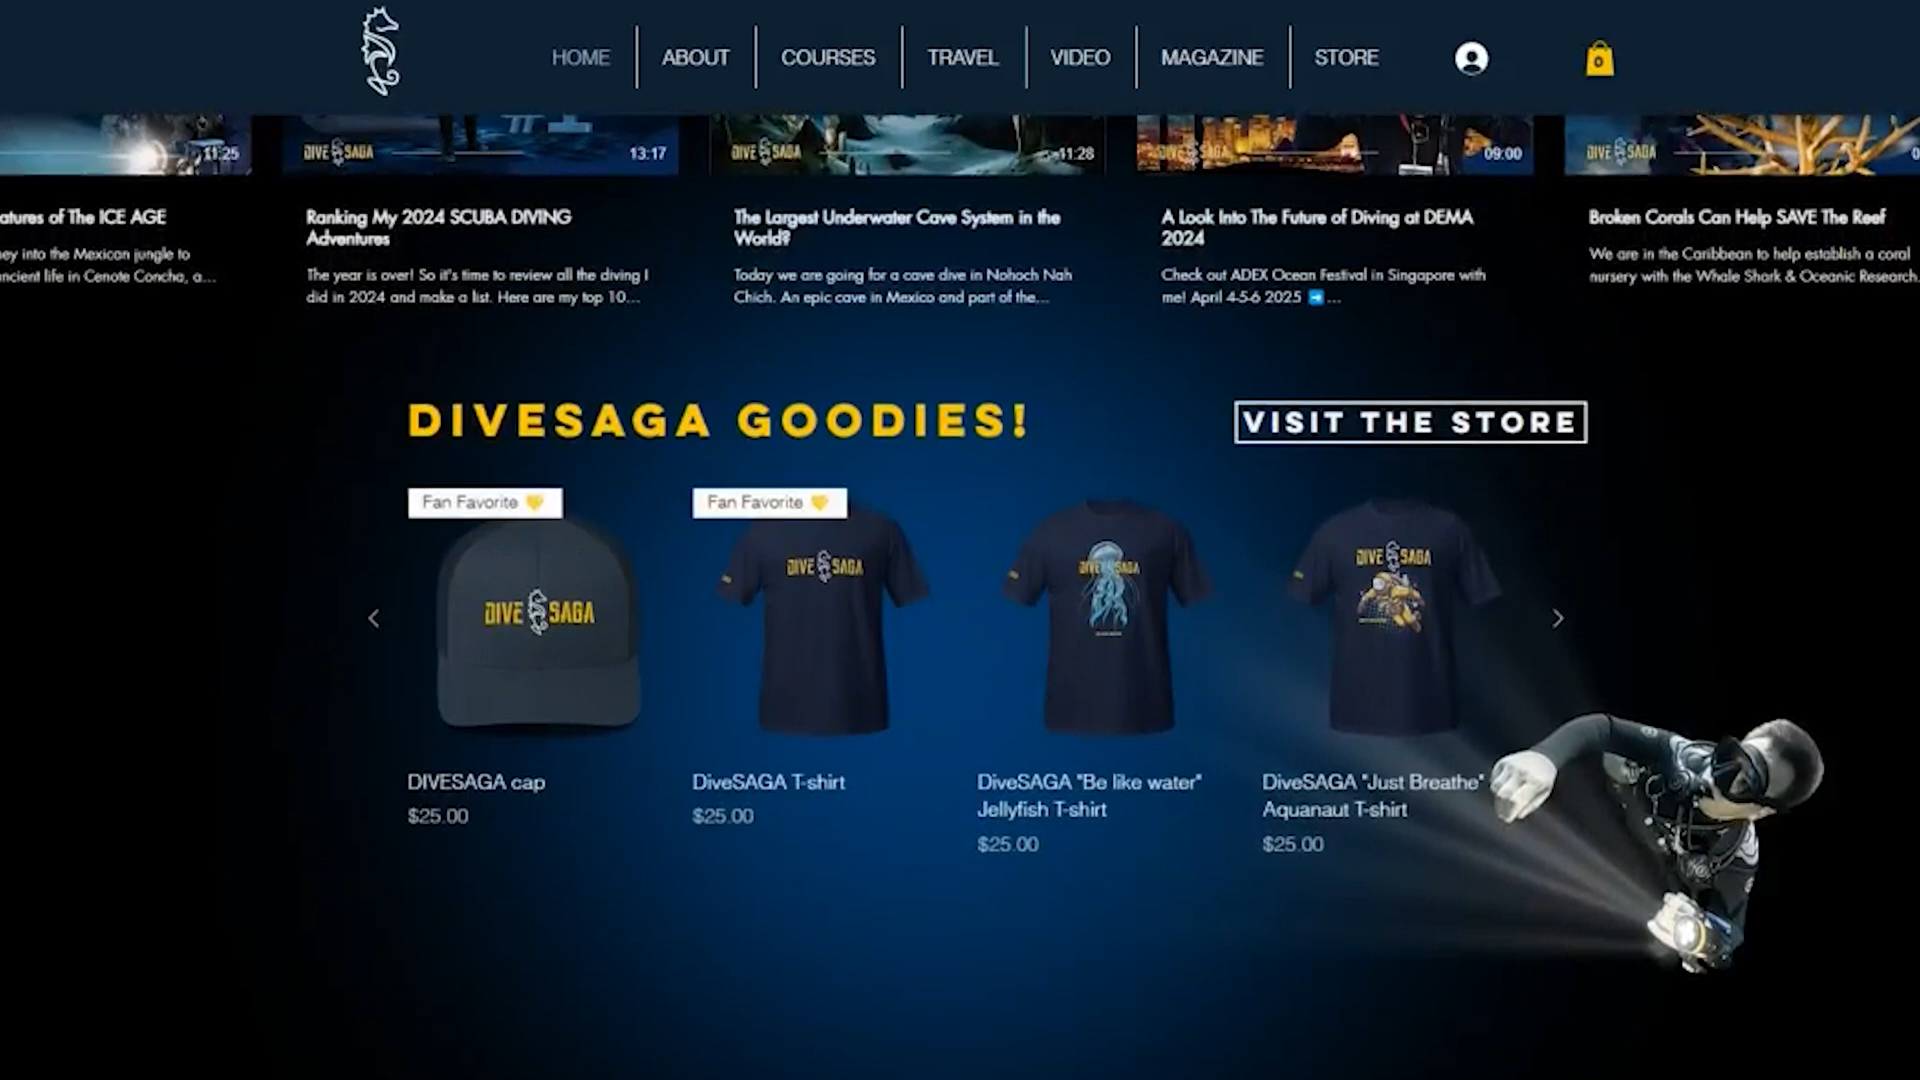 HOME
ABOUT
COURSES
TRAVEL
VIDEO
MAGAZINE
STORE
0
11:25
#1
DIVE SAGA
13:17
DIVE SAGA
11:28
DIVE SAGA
09:00
DIVE SAGA
atures of The ICE AGE
ey into the Mexican jungle to
ncient life in Cenote Concha, a...
Ranking My 2024 SCUBA DIVING
Adventures
The year is over! So it's time to review all the diving I
did in 2024 and make a list. Here are my top 10...
The Largest Underwater Cave System in the
World?
Today we are going for a cave dive in Nohoch Nah
Chich. An epic cave in Mexico and part of the...
A Look Into The Future of Diving at DEMA
2024
Check out ADEX Ocean Festival in Singapore with
me! April 4-5-6 2025 ➡️...
Broken Corals Can Help SAVE The Reef
We are in the Caribbean to help establish a coral
nursery with the Whale Shark & Oceanic Research
DIVESAGA GOODIES!
VISIT THE STORE
Fan Favorite 💛
Fan Favorite 💛
DIVE SAGA
DIVE SAGA
DIVE SAGA
DIVE SAGA
DIVESAGA cap
$25.00
DiveSAGA T-shirt
$25.00
DiveSAGA "Be like water"
Jellyfish T-shirt
$25.00
DiveSAGA "Just Breathe"
Aquanaut T-shirt
$25.00